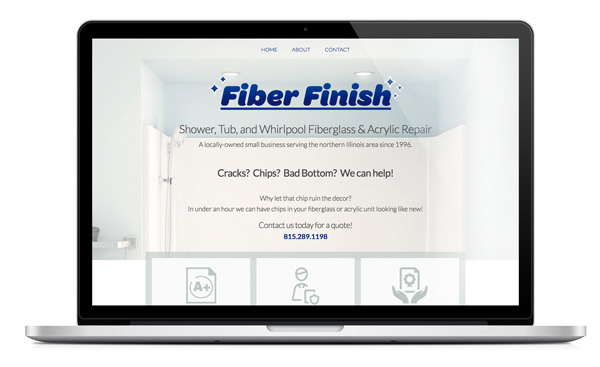 HOME ABOUT CONTACT
Fiber Finish
Shower, Tub, and Whirlpool Fiberglass & Acrylic Repair
A locally-owned small business serving the northern Illinois area since 1996.
Cracks? Chips? Bad Bottom? We can help!
Why let that chip ruin the decor?
In under an hour we can have chips in your fiberglass or acrylic unit looking like new!
Contact us today for a quote!
815.289.1198
A+